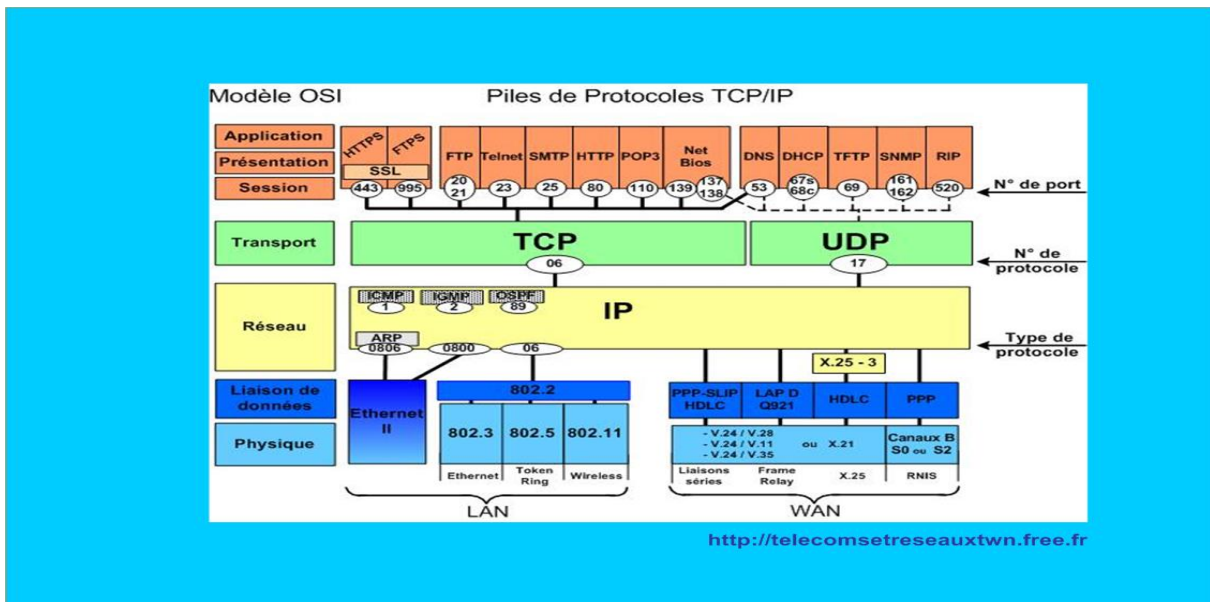 Modèle OSI Piles de Protocoles TCP/IP
Application
Présentation
Session
HTTPS FTPS
SSL
FTP Telnet SMTP HTTP POP3 Net Bios DNS DHCP TFTP SNMP RIP
443 995 20 21 23 25 80 110 139 137 138 53 67s 68c 69 161 162 520
N° de port
Transport
TCP
06
UDP
17
N° de
protocole
Réseau
ICMP
1
IGMP
2
OSPF
89
IP
ARP
0806 0800 06
X.25 - 3
Type de
protocole
Liaison de
données
Ethernet
II
802.2
PPP-SLIP
HDLC
LAP D
Q921
HDLC
PPP
Physique
802.3 802.5 802.11
- V.24 / V.28
- V.24 / V.11 ou X.21
- V.24 / V.35
Canaux B
S0 ou S2
Ethernet
Token
Ring
Wireless
Liaisons
séries
Frame
Relay
X.25
RNIS
LAN
WAN
http://telecomsetreseauxtwn.free.fr